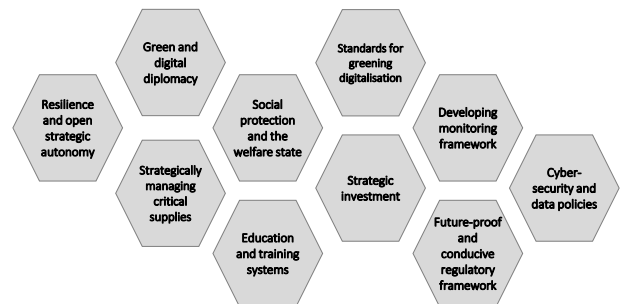 Green and
digital
diplomacy
Standards for
greening
digitalisation
Resilience
and open
strategic
autonomy
Social
protection
and the
welfare state
Developing
monitoring
framework
Strategically
managing
critical
supplies
Strategic
investment
Cyber-
security and
data policies
Education
and training
systems
Future-proof
and
conducive
regulatory
framework